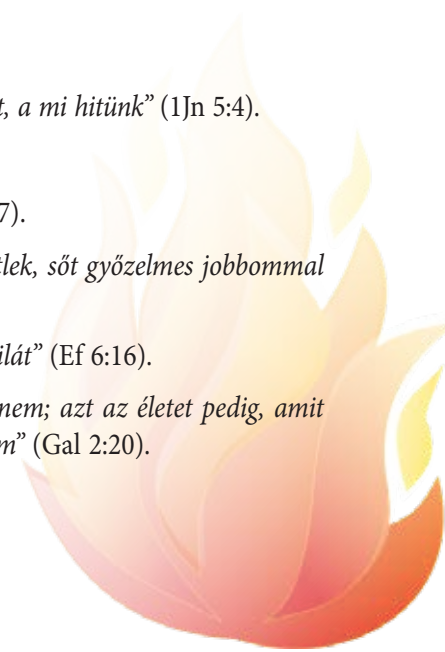 t, a mi hitünk” (1Jn 5:4).
7).
tlek, sőt győzelmes jobbommal
ilát” (Ef 6:16).
nem; azt az életet pedig, amit
m” (Gal 2:20).